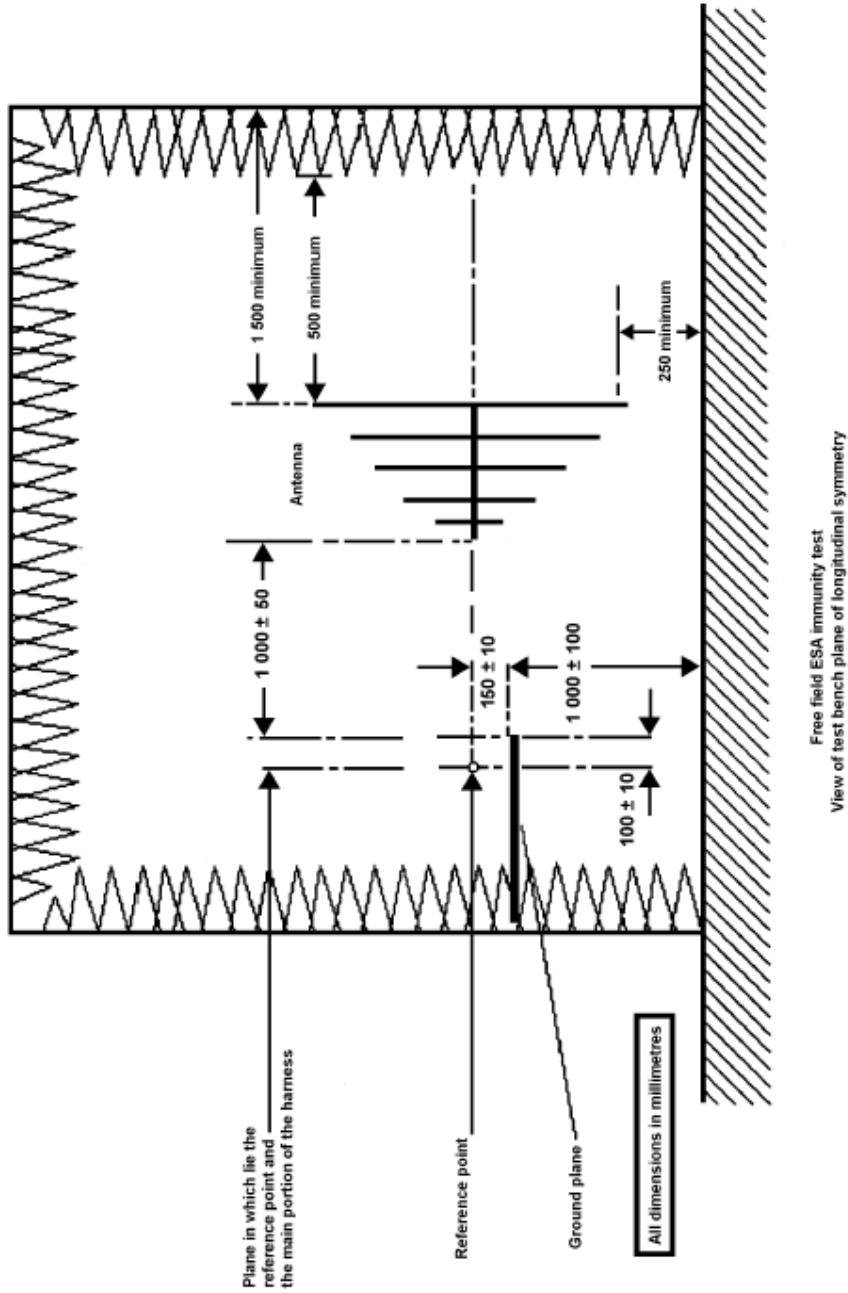 1 500 minimum
500 minimum
Antenna
250 minimum
1 000 ± 50
150 ± 10
1 000 ± 100
100 ± 10
Plane in which lie the
reference point and
the main portion of the harness
Reference point
Ground plane
All dimensions in millimetres
Free field ESA immunity test
View of test bench plane of longitudinal symmetry